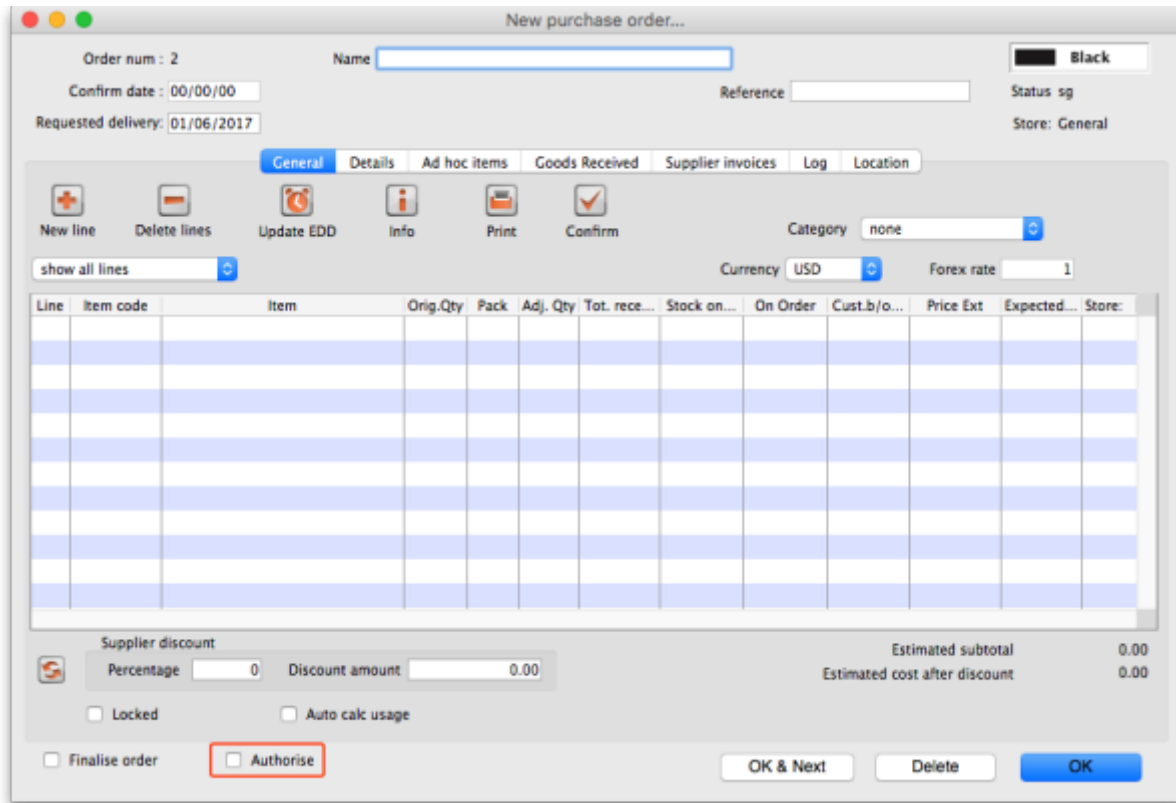 New purchase order...
Order num : 2
Name
Black
Confirm date : 00/00/00
Reference
Status sg
Requested delivery: 01/06/2017
Store: General
General Details Ad hoc items Goods Received Supplier invoices Log Location
New line Delete lines Update EDD Info Print Confirm
Category none
show all lines
Currency USD Forex rate 1
Line Item code Item Orig.Qty Pack Adj. Qty Tot. rece... Stock on... On Order Cust.b/o... Price Ext Expected... Store:
Supplier discount
Percentage 0 Discount amount 0.00
Estimated subtotal 0.00
Estimated cost after discount 0.00
Locked Auto calc usage
Finalise order Authorise
OK & Next Delete OK